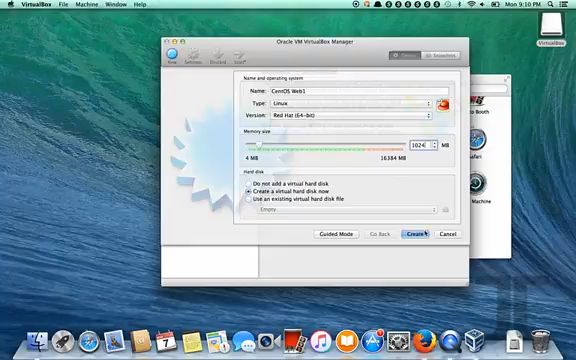 VirtualBox File Machine Window Help
Mon 9:10 PM
VirtualBox
Oracle VM VirtualBox Manager
New Settings Discard Start
Snapshots
Name and operating system
Name: CentOS Web1
Type: Linux
Version: Red Hat (64-bit)
Memory size
1024 MB
4 MB 16384 MB
Hard disk
Do not add a virtual hard disk
Create a virtual hard disk now
Use an existing virtual hard disk file
Empty
Guided Mode Go Back Create Cancel
to Booth
afari
Machine
7